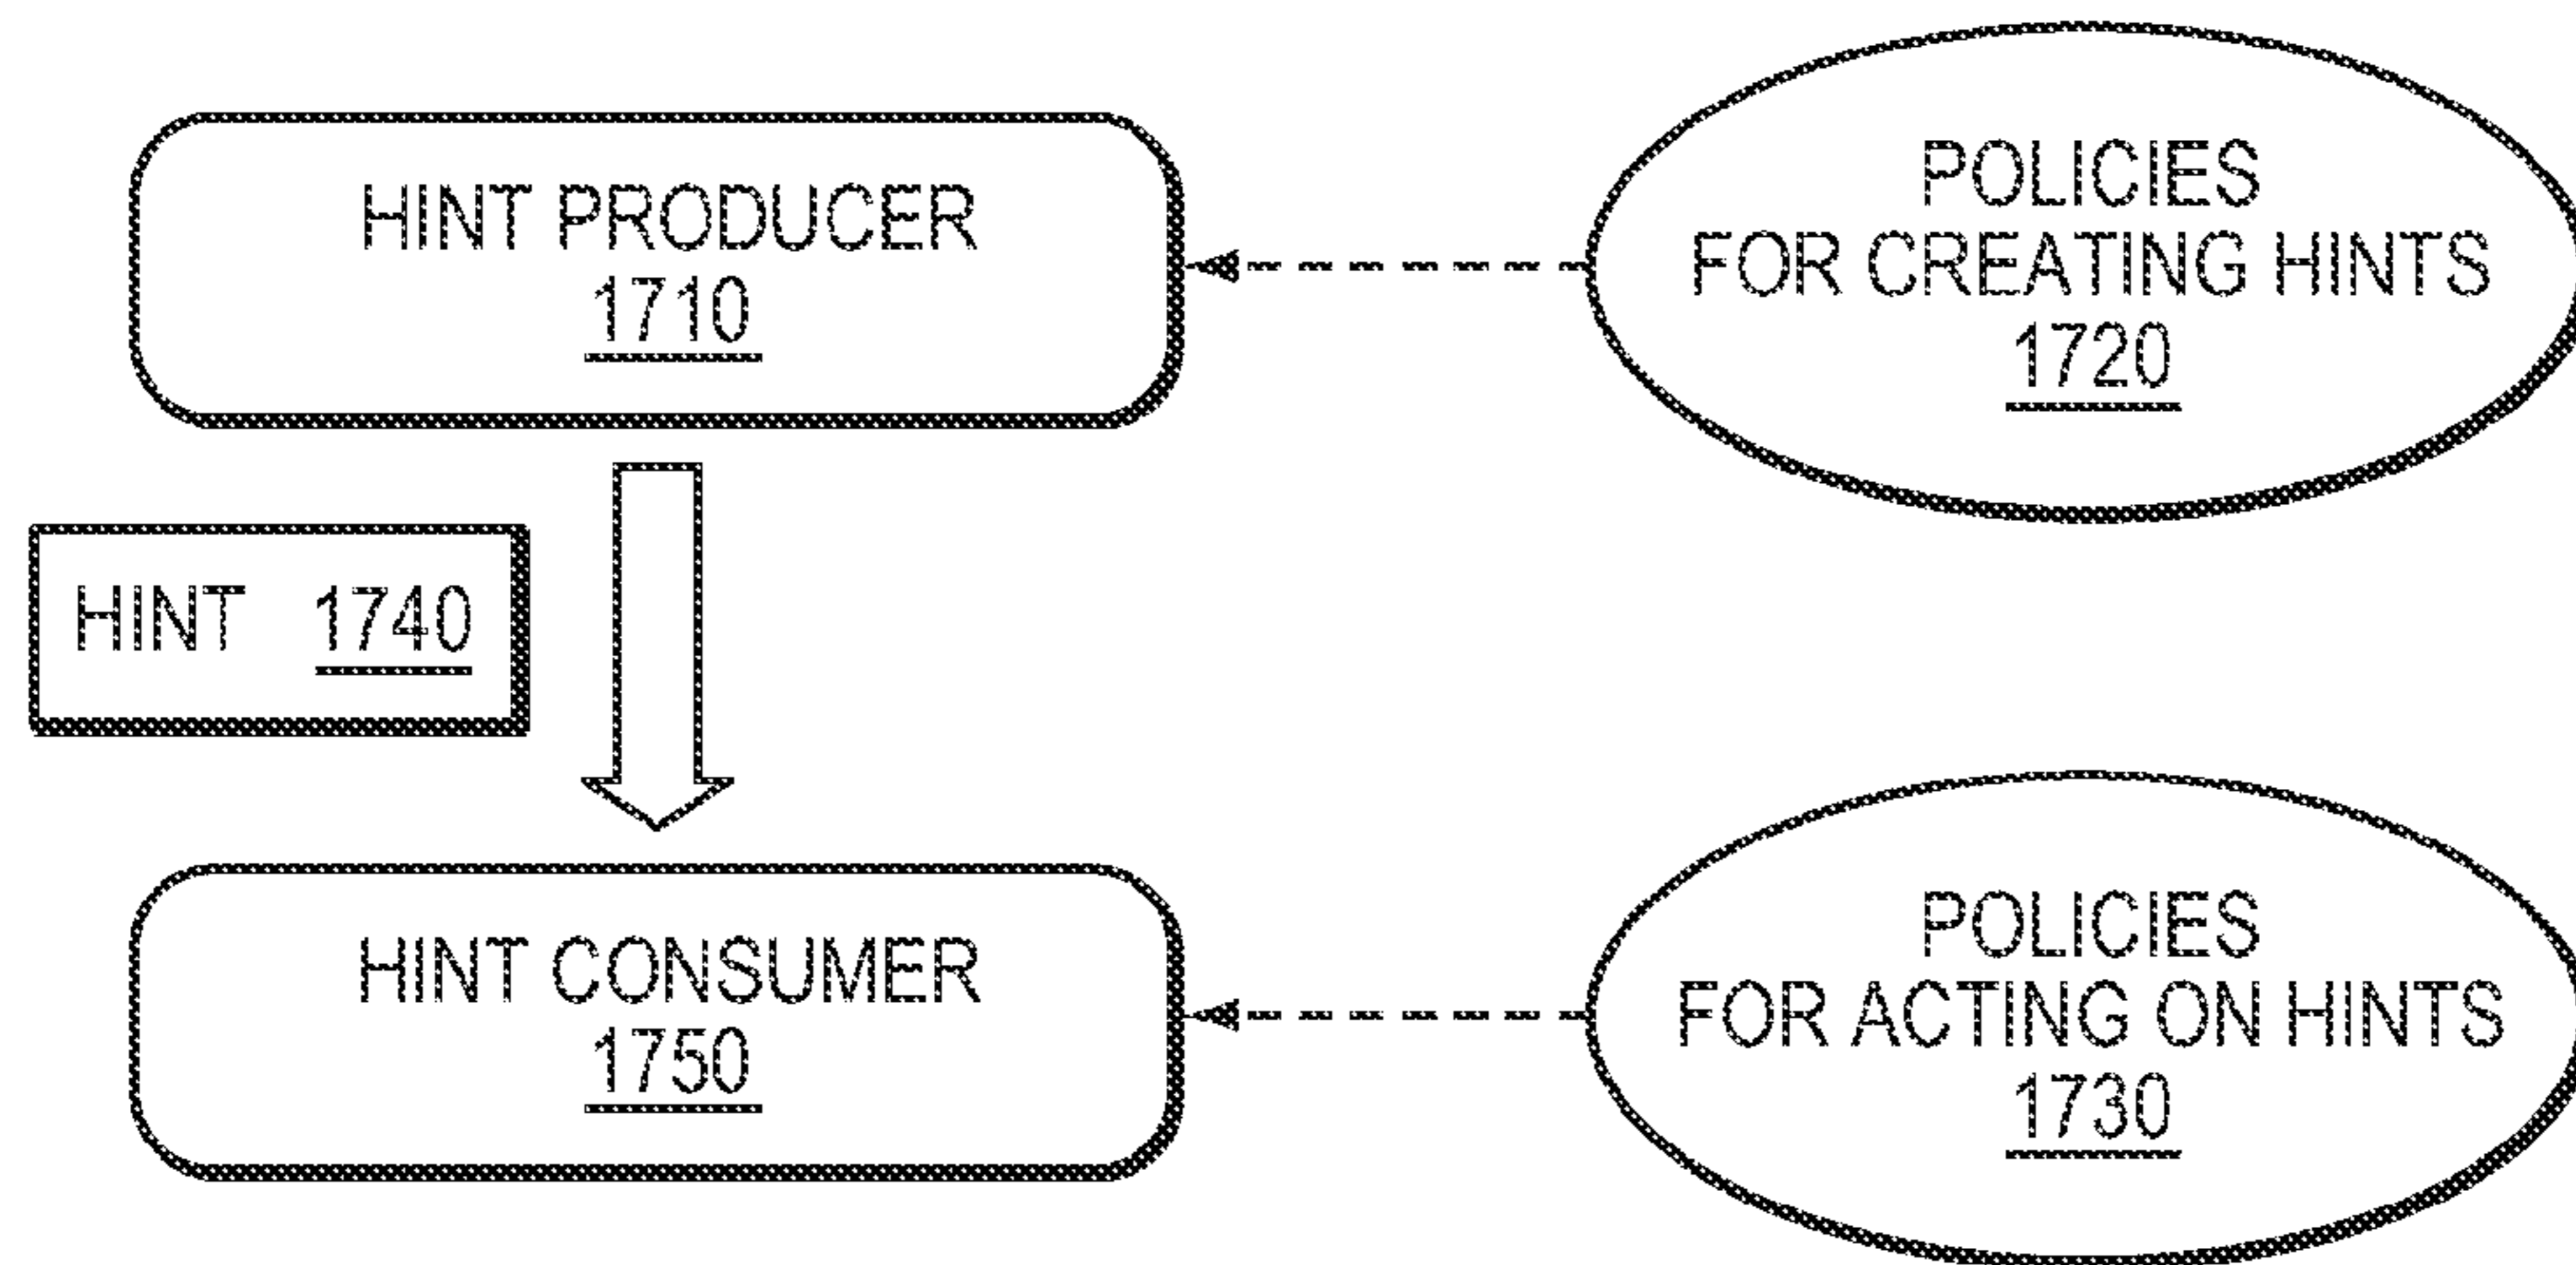 HINT PRODUCER
1710
POLICIES
FOR CREATING HINTS
1720
HINT 1740
HINT CONSUMER
1750
POLICIES
FOR ACTING ON HINTS
1730